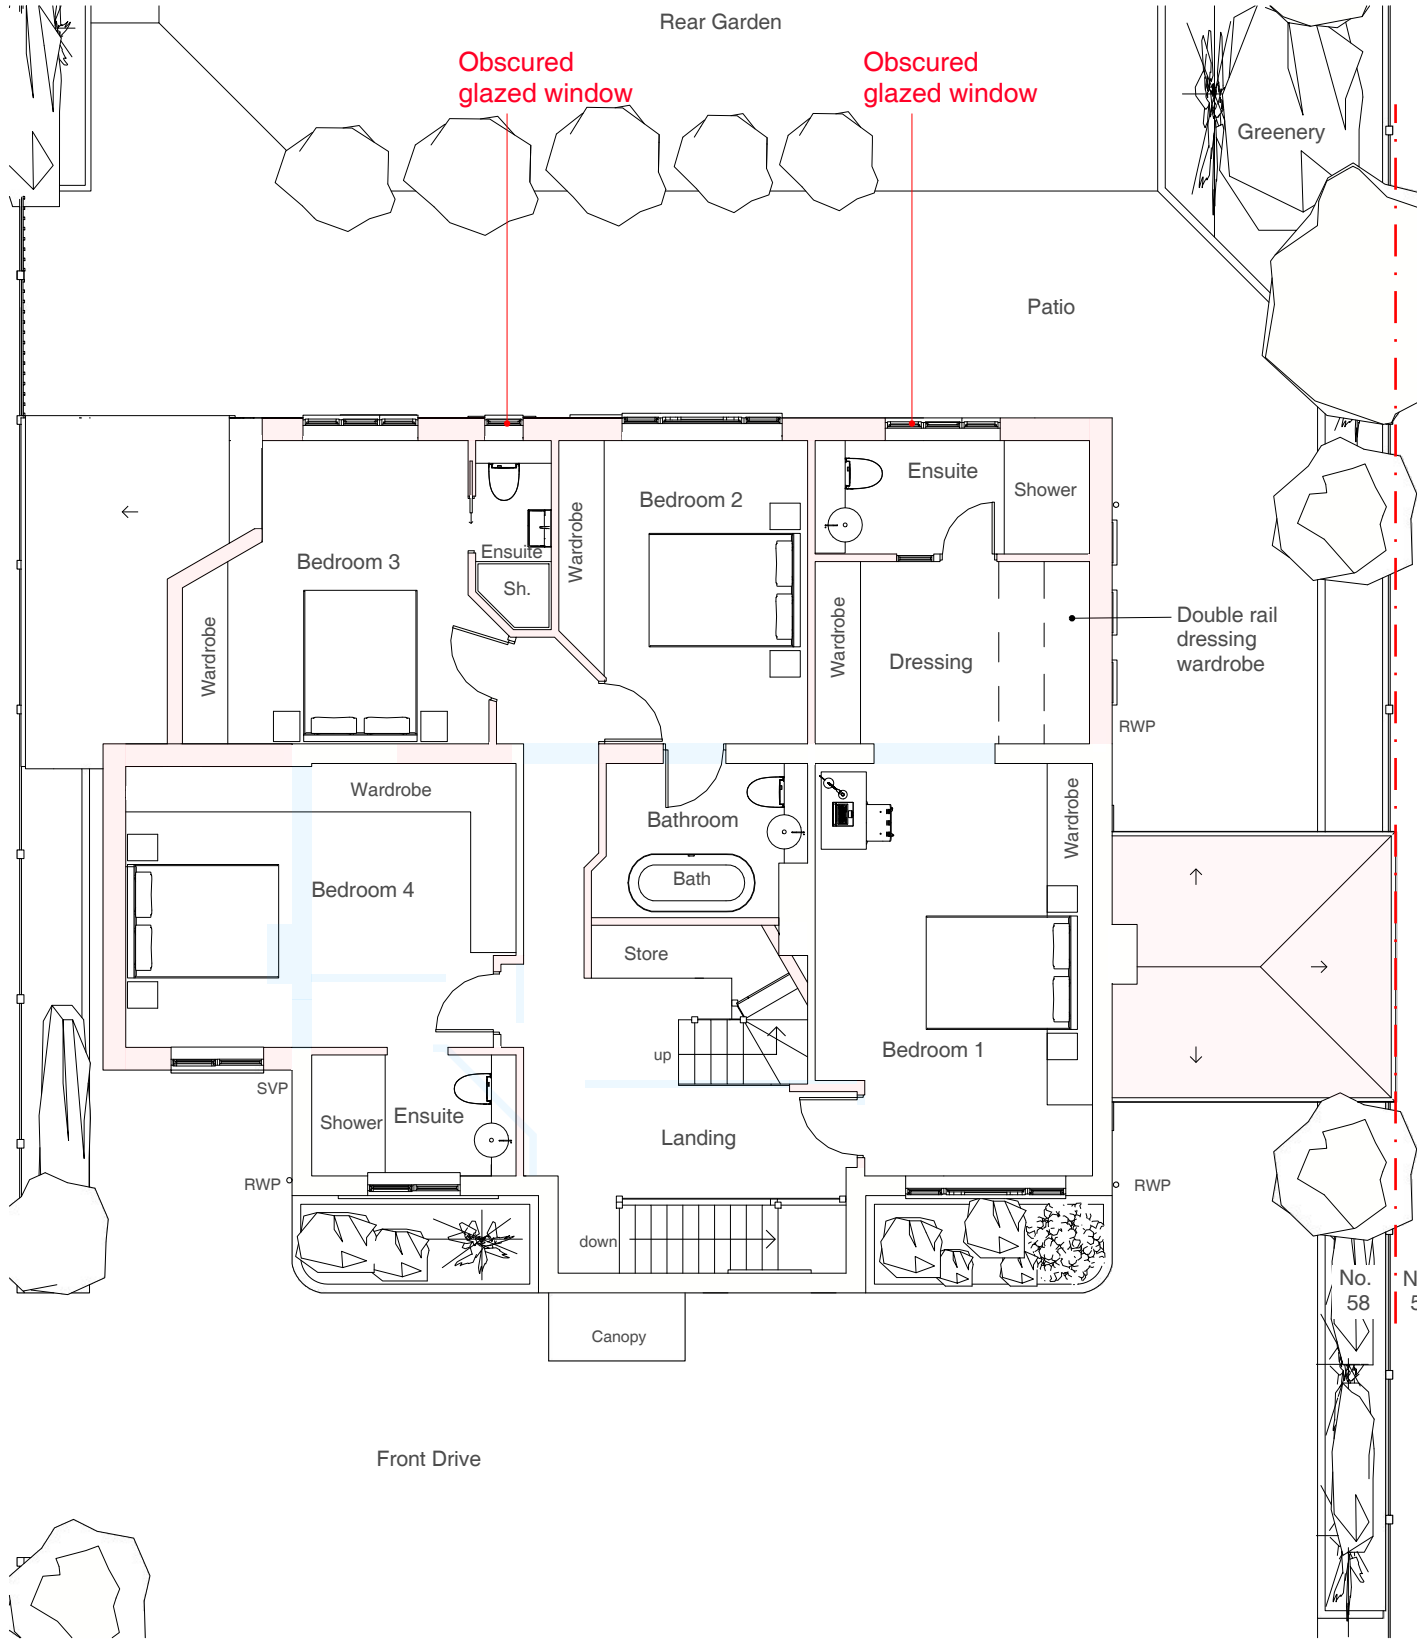 Rear Garden
Obscured
glazed window
Obscured
glazed window
Greenery
Patio
Ensuite
Shower
Bedroom 2
Wardrobe
Ensuite
Bedroom 3
Sh.
Wardrobe
Wardrobe
Dressing
Double rail
dressing
wardrobe
RWP
Wardrobe
Wardrobe
Bathroom
Bath
Bedroom 4
Store
up
Bedroom 1
SVP
Shower
Ensuite
Landing
RWP
RWP
down
No.
58
N
5
Canopy
Front Drive